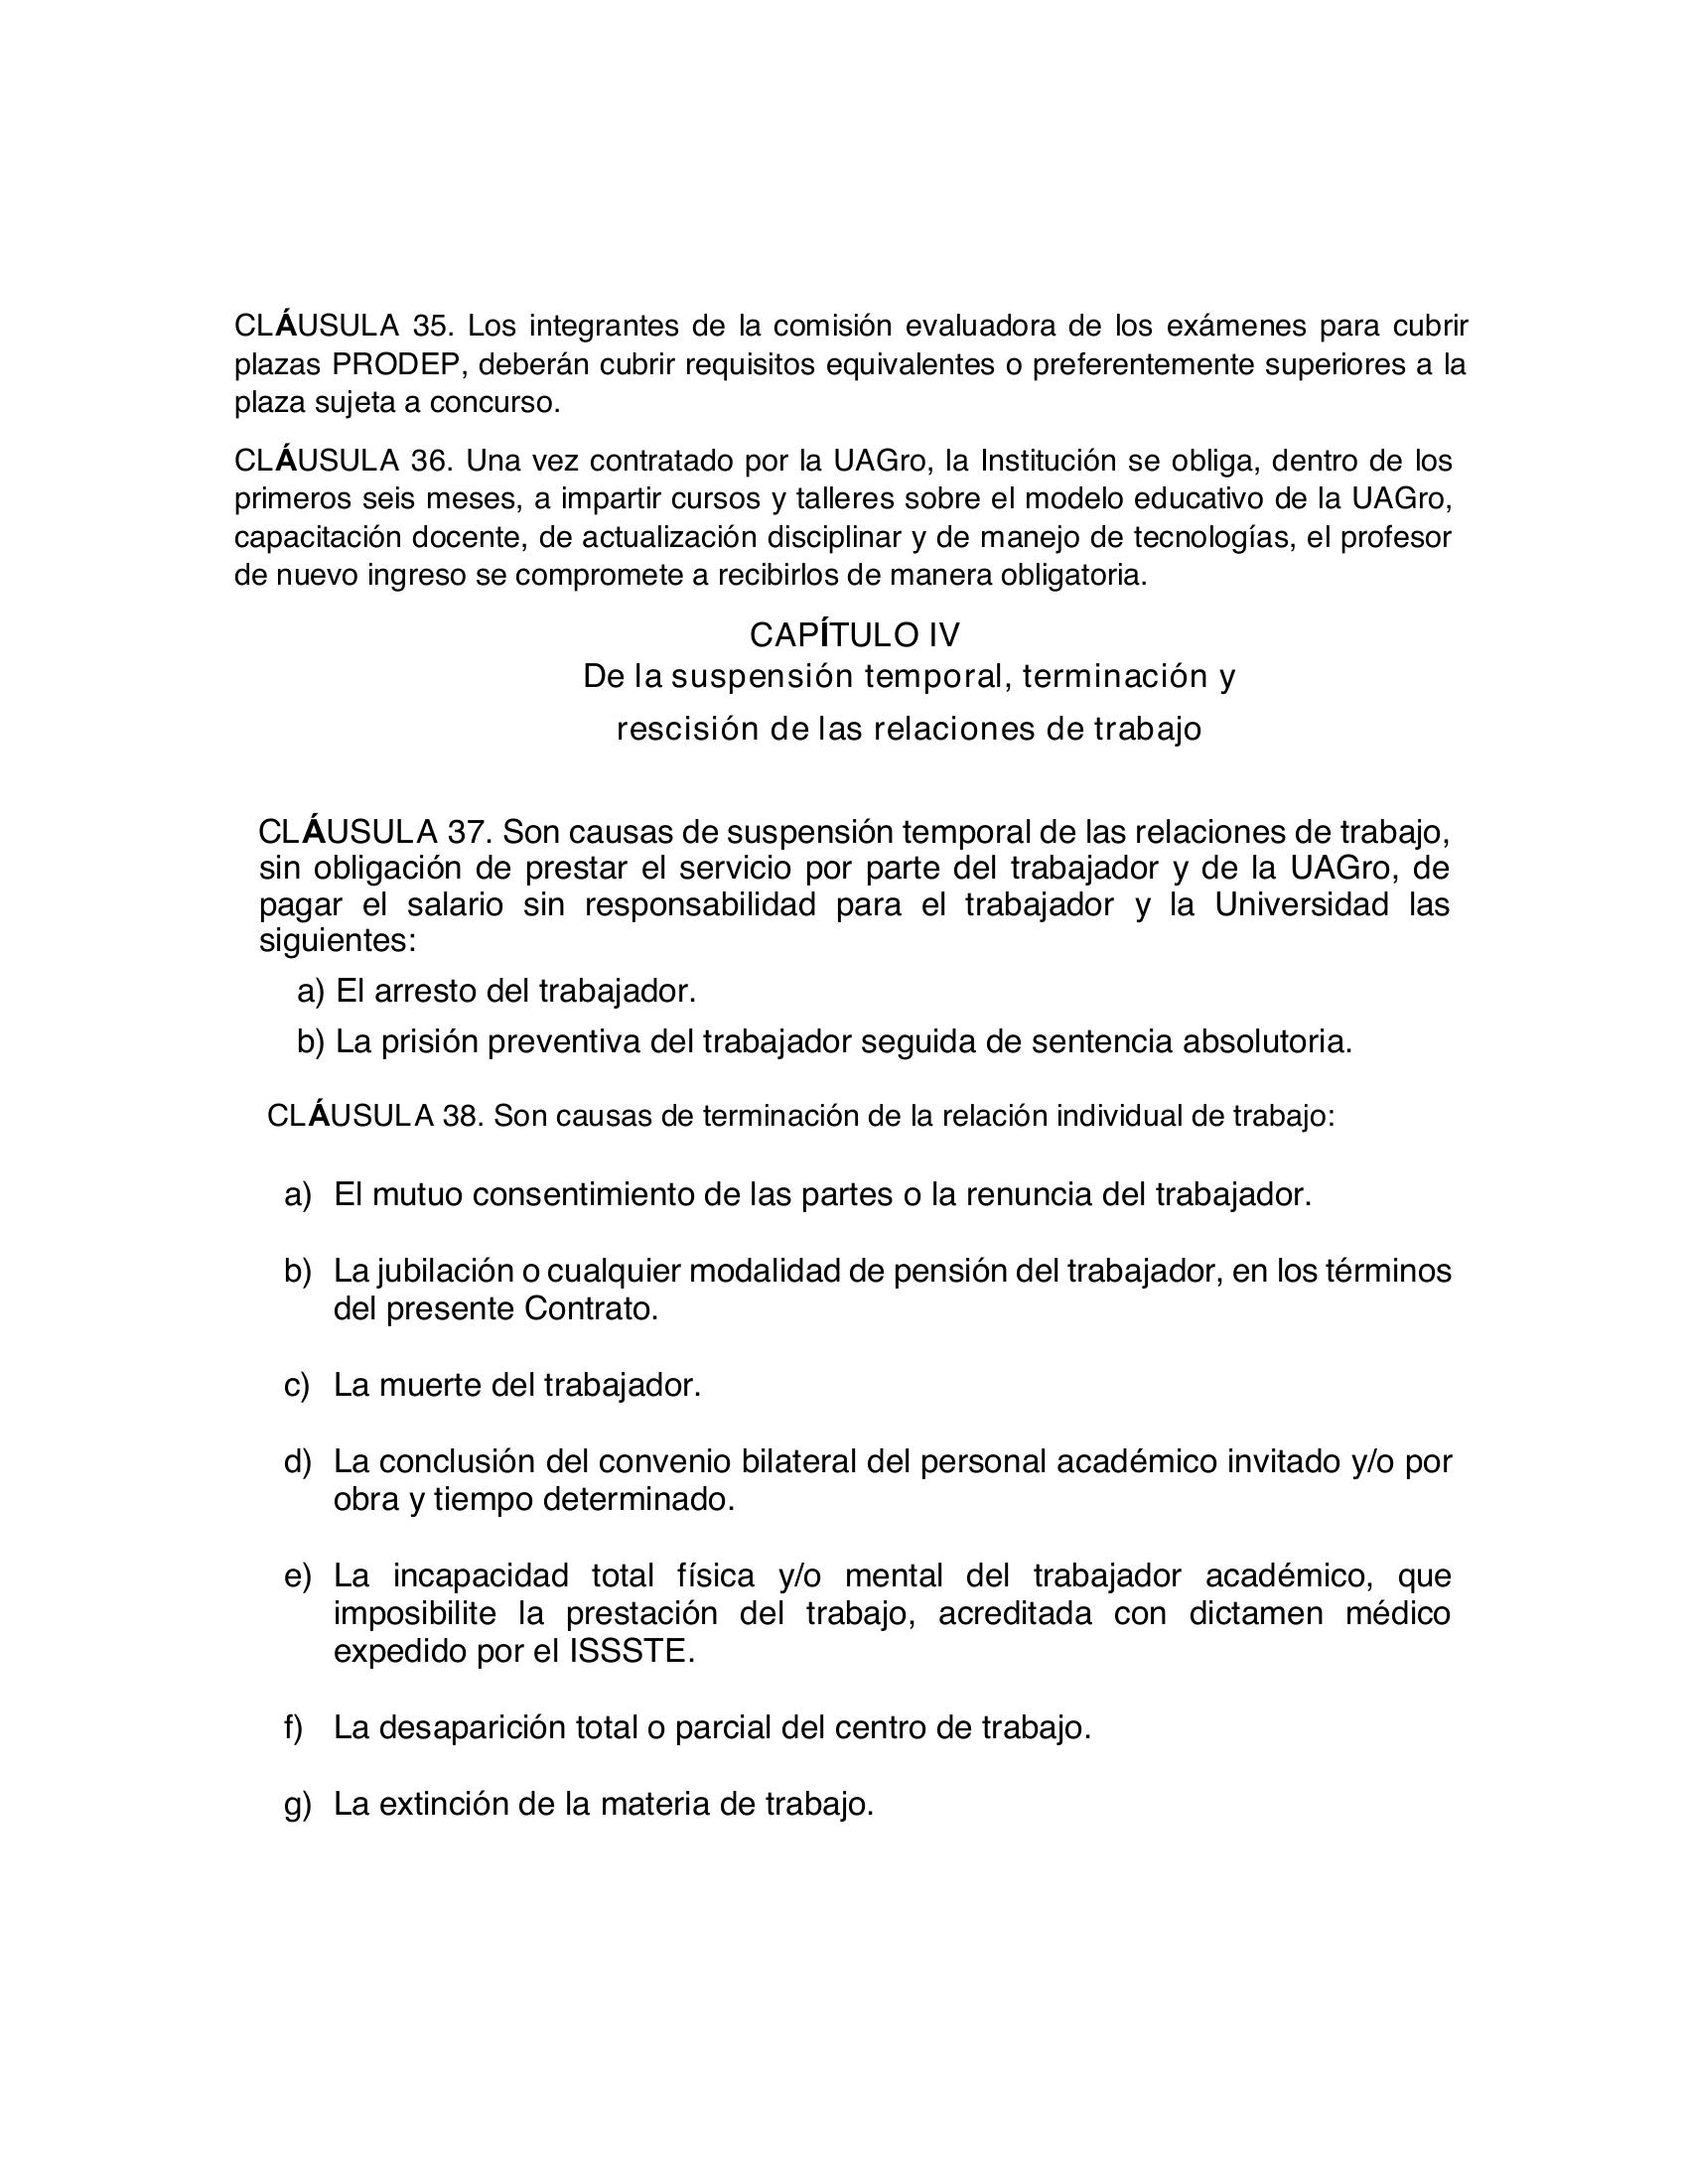 CLÁUSULA 35. Los integrantes de la comisión evaluadora de los exámenes para cubrir
plazas PRODEP, deberán cubrir requisitos equivalentes o preferentemente superiores a la
plaza sujeta a concurso.
CLÁUSULA 36. Una vez contratado por la UAGro, la Institución se obliga, dentro de los
primeros seis meses, a impartir cursos y talleres sobre el modelo educativo de la UAGro,
capacitación docente, de actualización disciplinar y de manejo de tecnologías, el profesor
de nuevo ingreso se compromete a recibirlos de manera obligatoria.
CAPÍTULO IV
De la suspensión temporal, terminación y
rescisión de las relaciones de trabajo
CLÁUSULA 37. Son causas de suspensión temporal de las relaciones de trabajo,
sin obligación de prestar el servicio por parte del trabajador y de la UAGro, de
pagar el salario sin responsabilidad para el trabajador y la Universidad las
siguientes:
a) El arresto del trabajador.
b) La prisión preventiva del trabajador seguida de sentencia absolutoria.
CLÁUSULA 38. Son causas de terminación de la relación individual de trabajo:
a) El mutuo consentimiento de las partes o la renuncia del trabajador.
b) La jubilación o cualquier modalidad de pensión del trabajador, en los términos
del presente Contrato.
c) La muerte del trabajador.
d) La conclusión del convenio bilateral del personal académico invitado y/o por
obra y tiempo determinado.
e) La incapacidad total física y/o mental del trabajador académico, que
imposibilite la prestación del trabajo, acreditada con dictamen médico
expedido por el ISSSTE.
f) La desaparición total o parcial del centro de trabajo.
g) La extinción de la materia de trabajo.